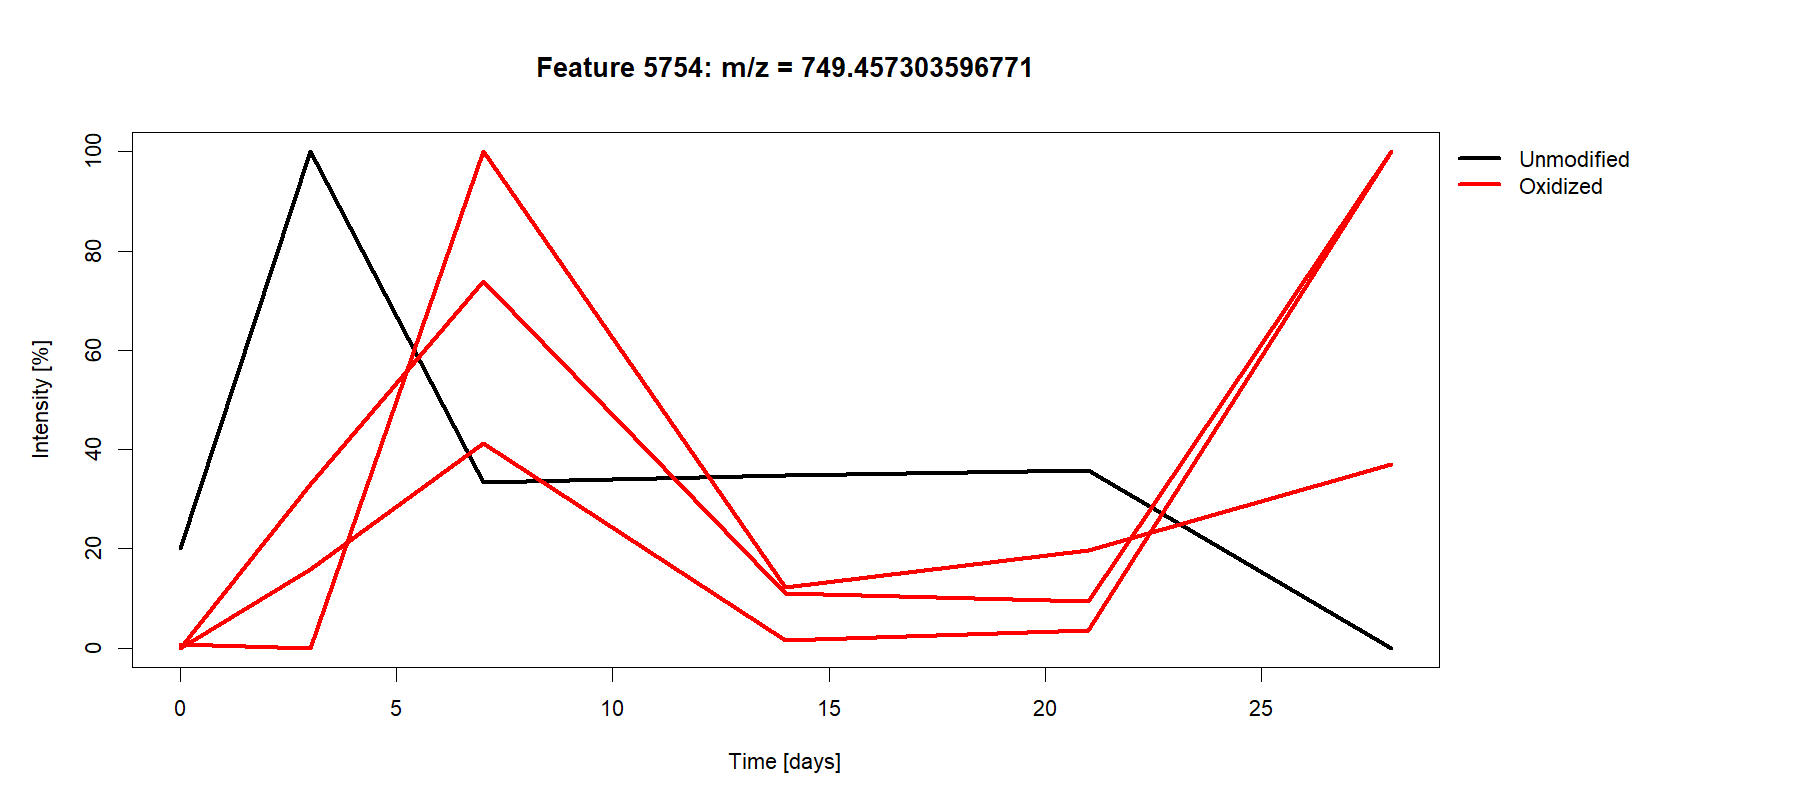 Feature 5754: m/z = 749.457303596771
Unmodified
Oxidized
Intensity [%]
100
80
60
40
20
0
0 5 10 15 20 25
Time [days]